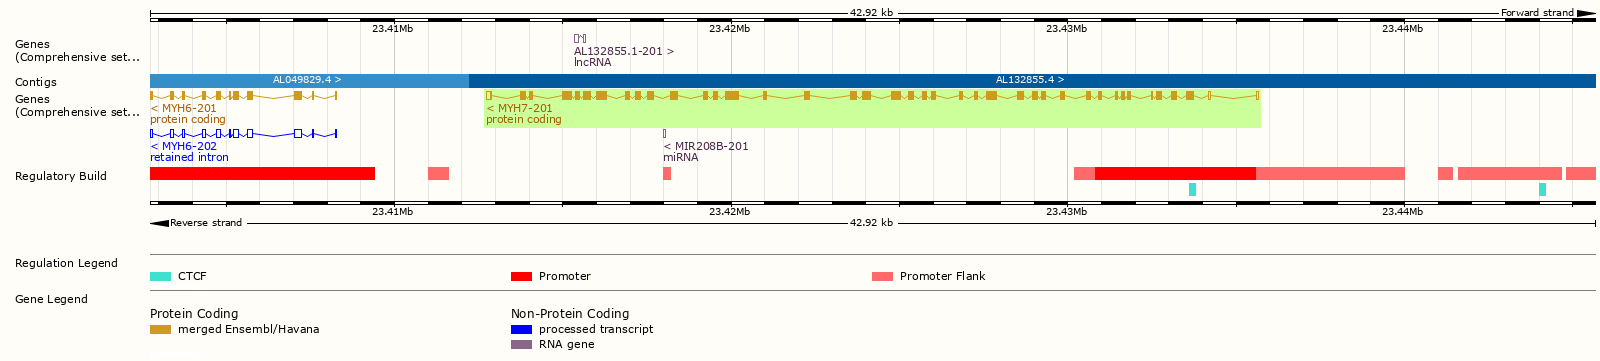 42.92 kb Forward strand
23.41Mb 23.42Mb 23.43Mb 23.44Mb
Genes
(Comprehensive set...
AL132855.1-201 >
lncRNA
Contigs AL049829.4 > AL132855.4 >
Genes
(Comprehensive set...
< MYH6-201 < MYH7-201
protein coding protein coding
< MYH6-202 < MIR208B-201
retained intron miRNA
Regulatory Build
23.41Mb 23.42Mb 23.43Mb 23.44Mb
Reverse strand 42.92 kb
Regulation Legend
CTCF Promoter Promoter Flank
Gene Legend
Protein Coding Non-Protein Coding
merged Ensembl/Havana processed transcript
RNA gene